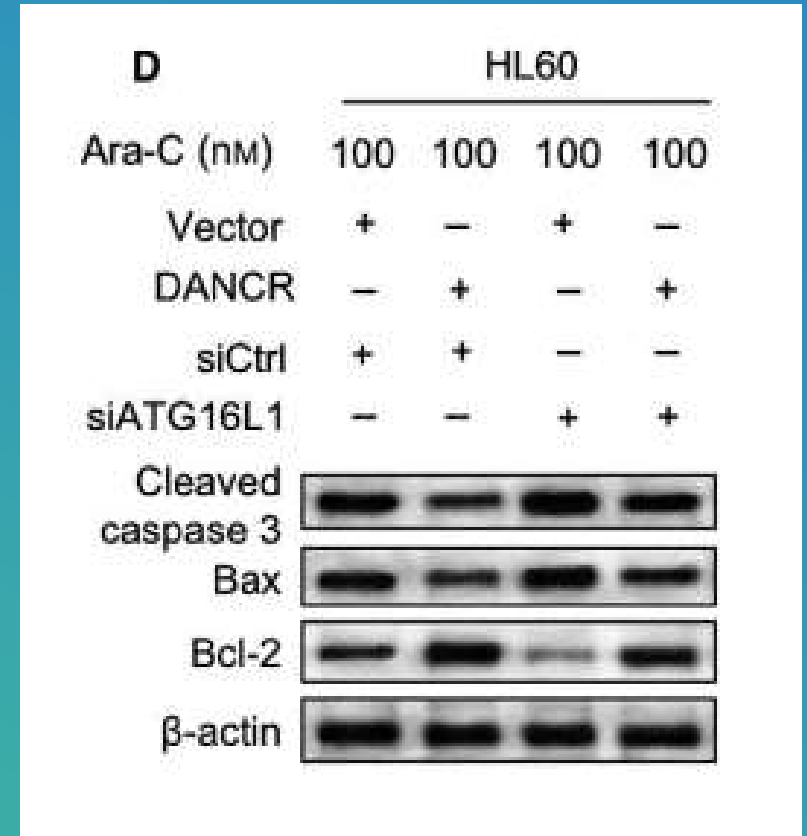 D HL60
Ara-C (nM) 100 100 100 100
Vector + − + −
DANCR − + − +
siCtrl + + − −
siATG16L1 − − + +
Cleaved
caspase 3
Bax
Bcl-2
β-actin